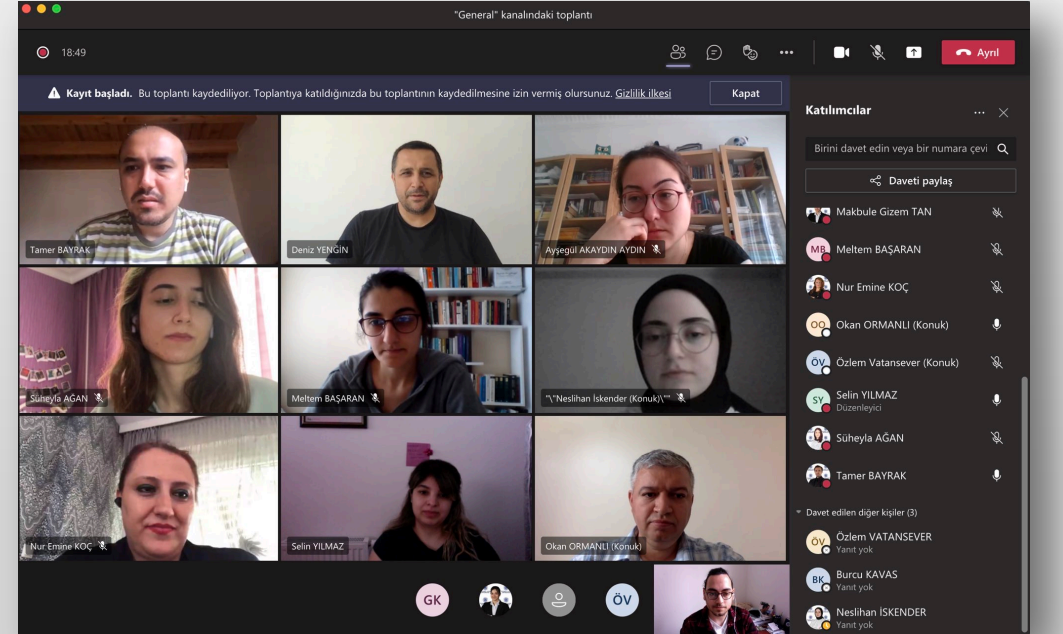 "General" kanalındaki toplantı
18:49
Ayrıl
Kayıt başladı. Bu toplantı kaydediliyor. Toplantıya katıldığınızda bu toplantının kaydedilmesine izin vermiş olursunuz. Gizlilik ilkesi
Kapat
Tamer BAYRAK
Deniz YENGİN
Ayşegül AKAYDIN AYDIN
Süheyla AĞAN
Meltem BAŞARAN
"\"Neslihan İskender (Konuk)\""
Nur Emine KOÇ
Selin YILMAZ
Okan ORMANLI (Konuk)
GK
ÖV
Katılımcılar
Birini davet edin veya bir numara çevi
Daveti paylaş
Makbule Gizem TAN
MB Meltem BAŞARAN
Nur Emine KOÇ
OO Okan ORMANLI (Konuk)
ÖV Özlem Vatansever (Konuk)
SY Selin YILMAZ
Düzenleyici
Süheyla AĞAN
Tamer BAYRAK
Davet edilen diğer kişiler (3)
ÖV Özlem VATANSEVER
Yanıt yok
BK Burcu KAVAS
Yanıt yok
Neslihan İSKENDER
Yanıt yok